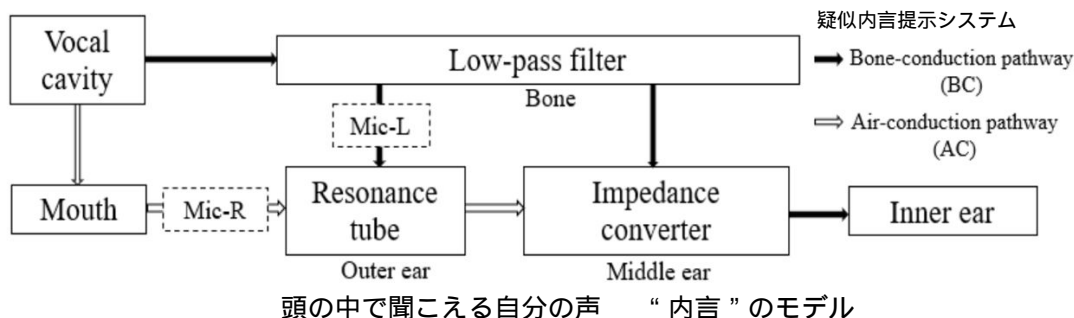 疑似内言提示システム
Vocal
cavity
Low-pass filter
Bone
Bone-conduction pathway
(BC)
Air-conduction pathway
(AC)
Mic-L
Mouth
Mic-R
Resonance
tube
Outer ear
Impedance
converter
Middle ear
Inner ear
頭の中で聞こえる自分の声 “内言”のモデル